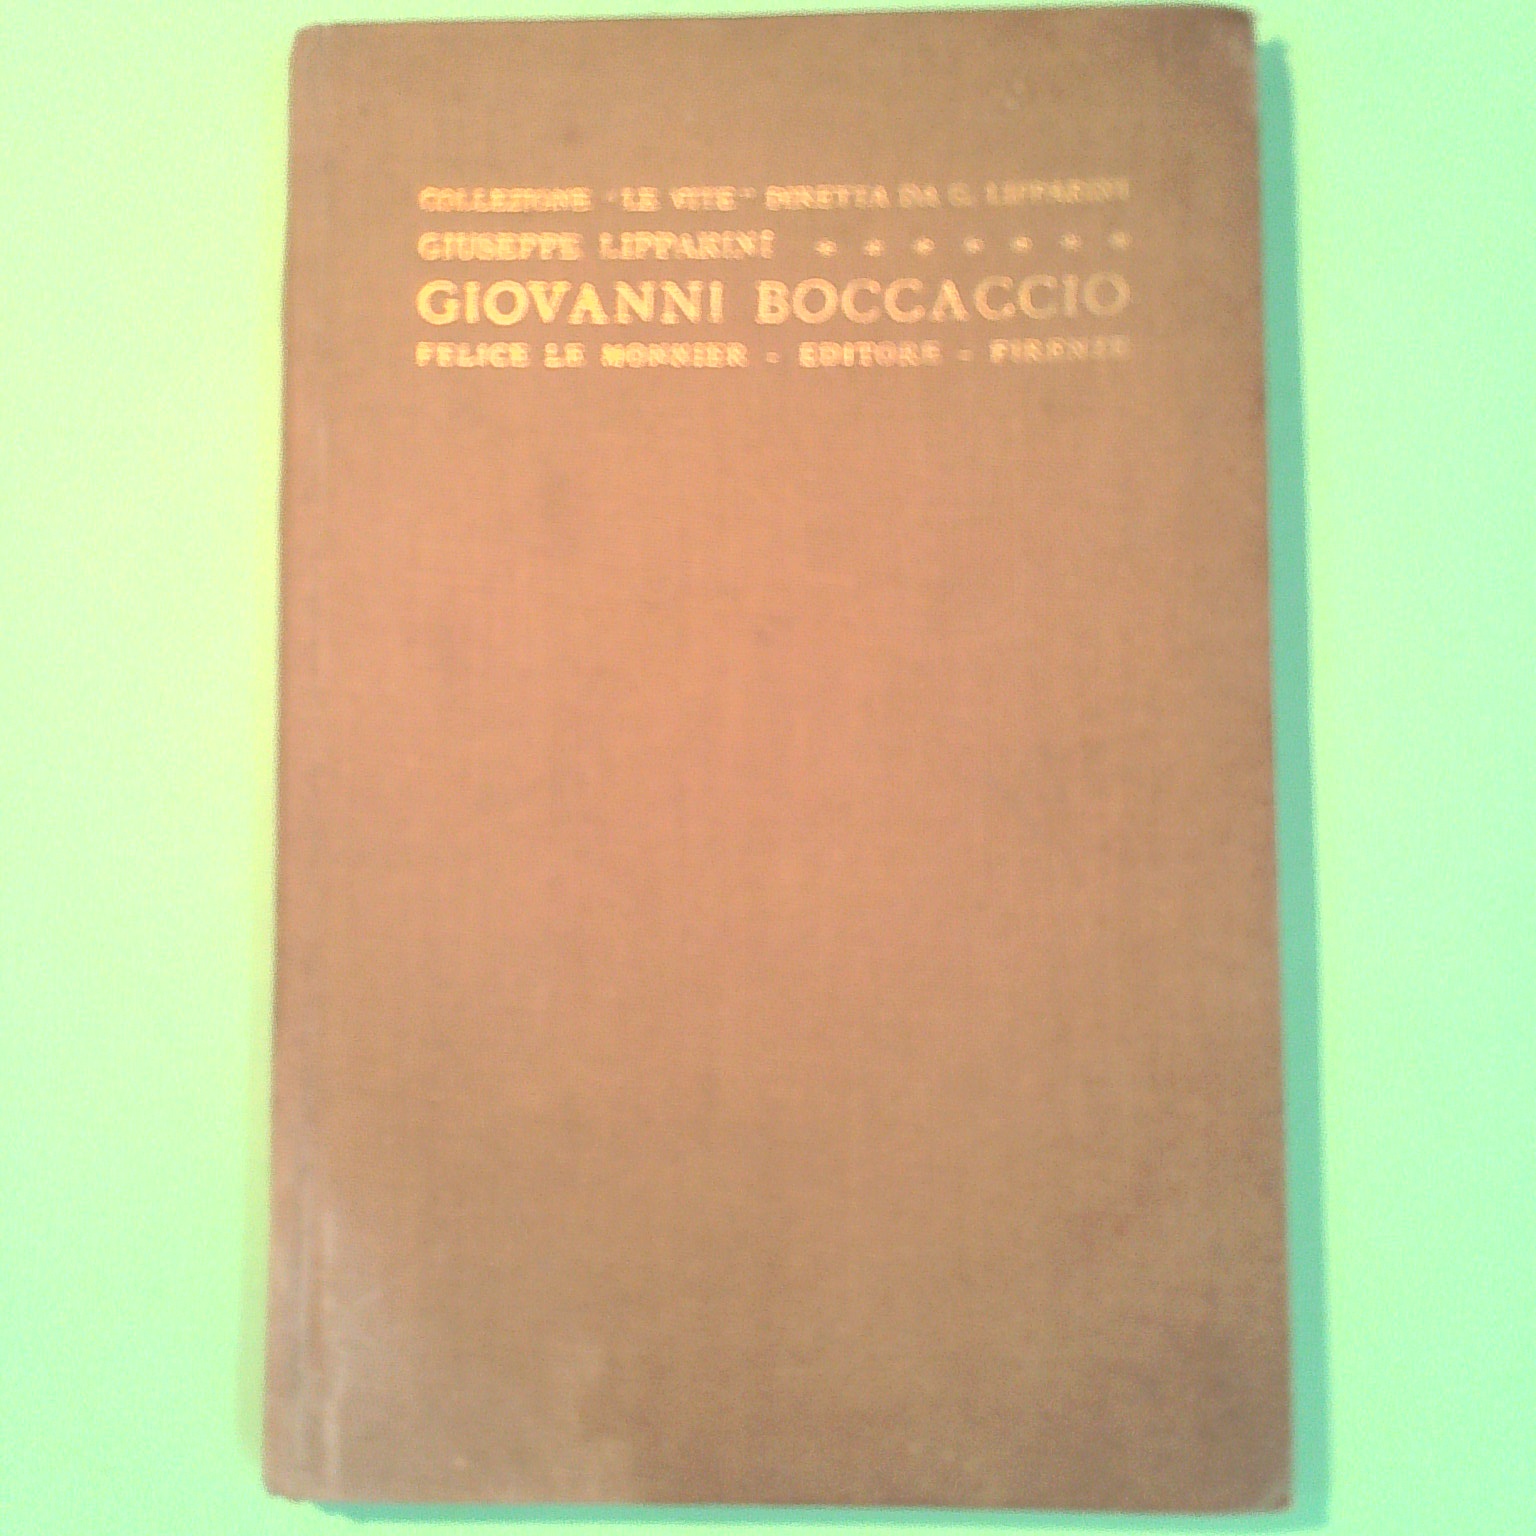 COLLEZIONE "LE VITE" DIRETTA DA G. LIPPARINI
GIUSEPPE LIPPARINI * * * * * * *
GIOVANNI BOCCACCIO
FELICE LE MONNIER - EDITORE - FIRENZE